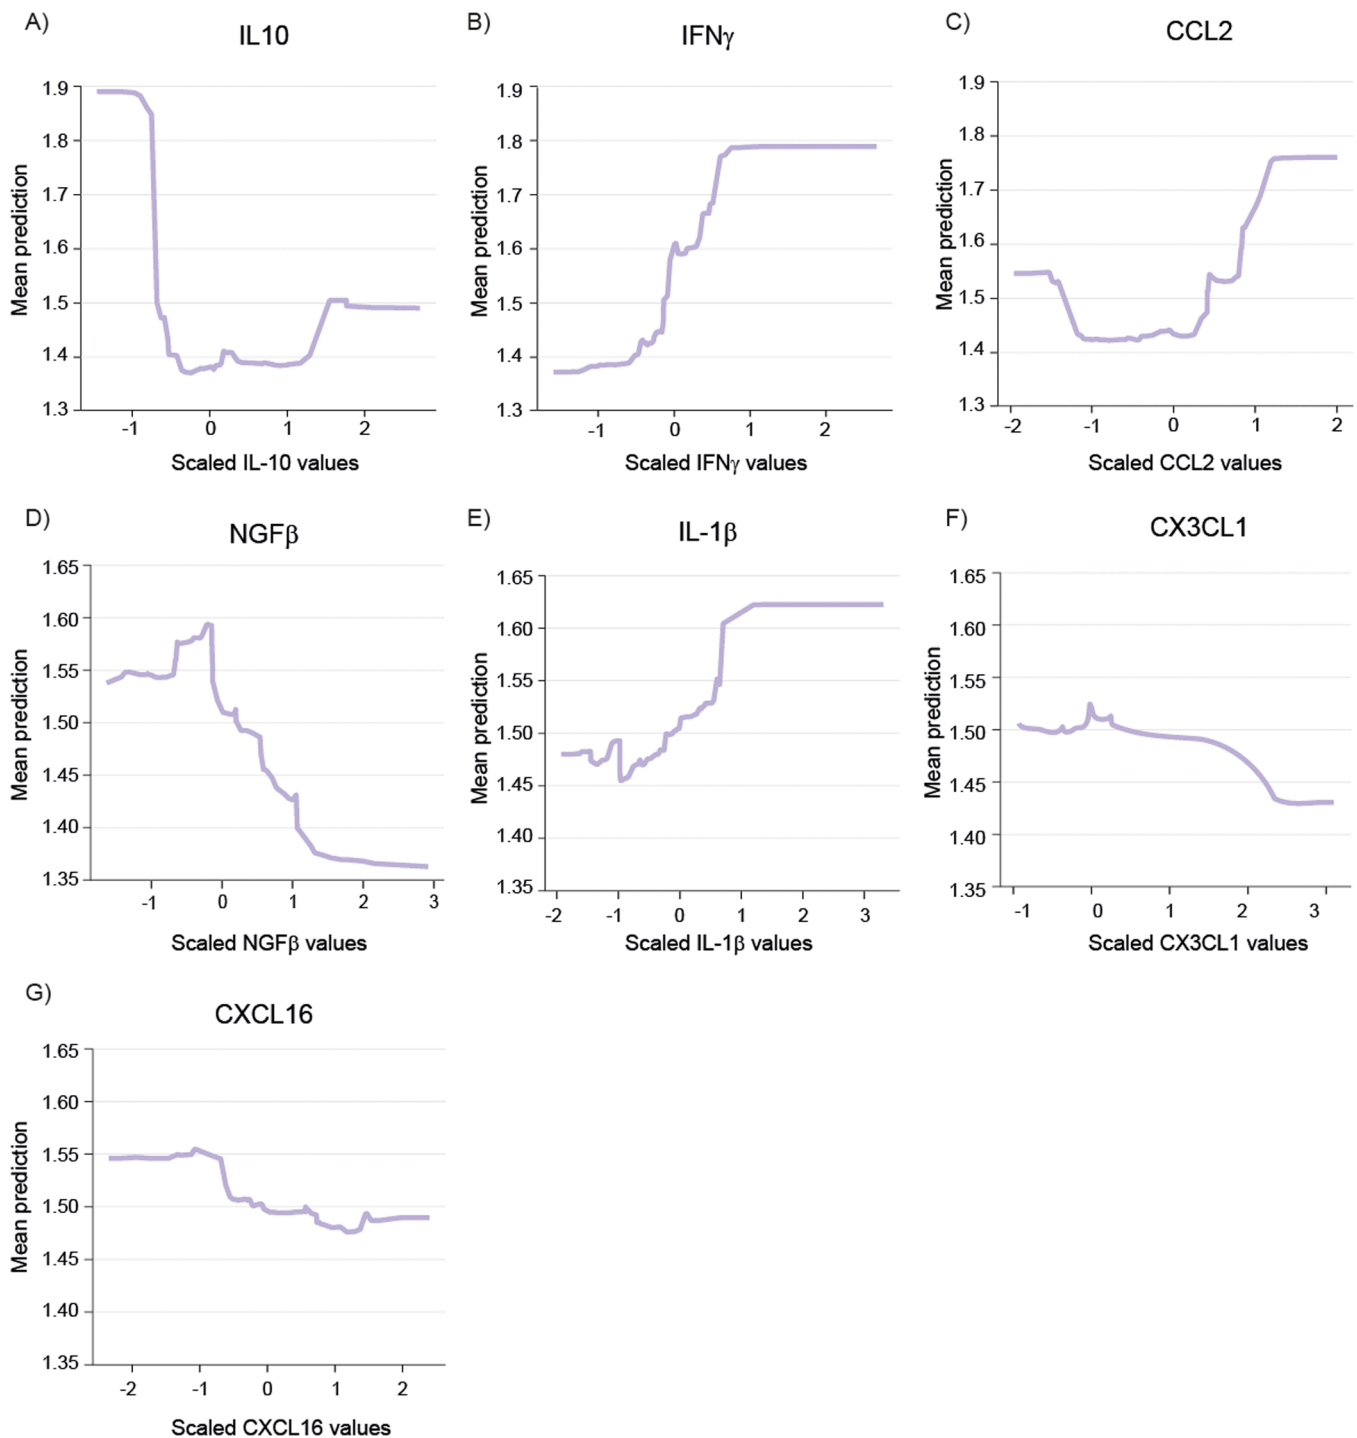 A)
IL10
Mean prediction
1.9
1.8
1.7
1.6
1.5
1.4
1.3
-1 0 1 2
Scaled IL-10 values
B)
IFNγ
Mean prediction
1.9
1.8
1.7
1.6
1.5
1.4
1.3
-1 0 1 2
Scaled IFNγ values
C)
CCL2
Mean prediction
1.9
1.8
1.7
1.6
1.5
1.4
1.3
-2 -1 0 1 2
Scaled CCL2 values
D)
NGFβ
Mean prediction
1.65
1.60
1.55
1.50
1.45
1.40
1.35
-1 0 1 2 3
Scaled NGFβ values
E)
IL-1β
Mean prediction
1.65
1.60
1.55
1.50
1.45
1.40
1.35
-2 -1 0 1 2 3
Scaled IL-1β values
F)
CX3CL1
Mean prediction
1.65
1.60
1.55
1.50
1.45
1.40
1.35
-1 0 1 2 3
Scaled CX3CL1 values
G)
CXCL16
Mean prediction
1.65
1.60
1.55
1.50
1.45
1.40
1.35
-2 -1 0 1 2
Scaled CXCL16 values